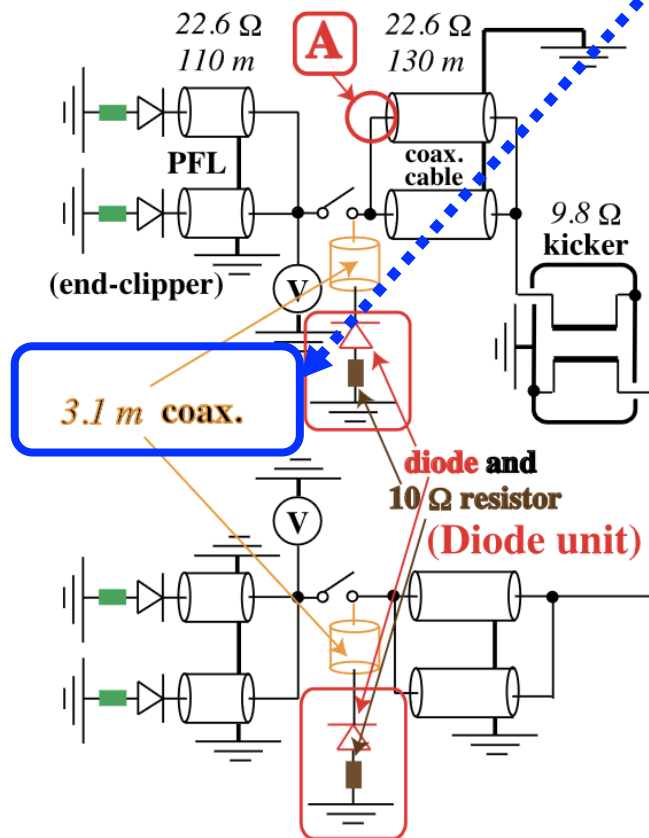 22.6 Ω
110 m
A
22.6 Ω
130 m
PFL
coax.
cable
9.8 Ω
kicker
(end-clipper)
V
3.1 m coax.
diode and
10 Ω resistor
(Diode unit)
V